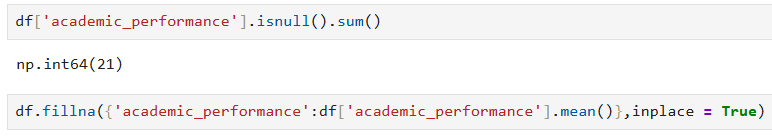 df['academic_performance'].isnull().sum()
np.int64(21)
df.fillna({'academic_performance':df['academic_performance'].mean()},inplace = True)